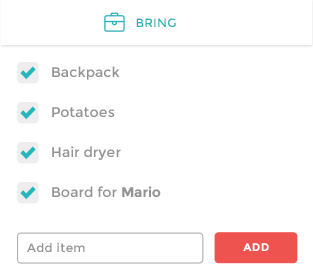 BRING
Backpack
Potatoes
Hair dryer
Board for Mario
Add item
ADD